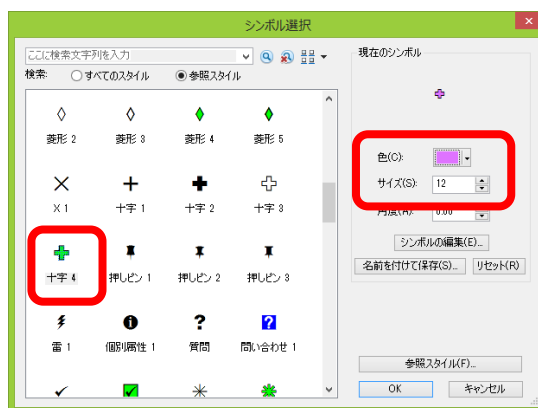 シンボル選択
ここに検索文字列を入力
検索: すべてのスタイル 参照スタイル
菱形 2 菱形 3 菱形 4 菱形 5
X 1 十字 1 十字 2 十字 3
十字 4 押しピン 1 押しピン 2 押しピン 3
雷 1 個別属性 1 質問 問い合わせ 1
現在のシンボル
色(C):
サイズ(S): 12
角度(A): 0.00
シンボルの編集(E)...
名前を付けて保存(S)... リセット(R)
参照スタイル(F)...
OK キャンセル